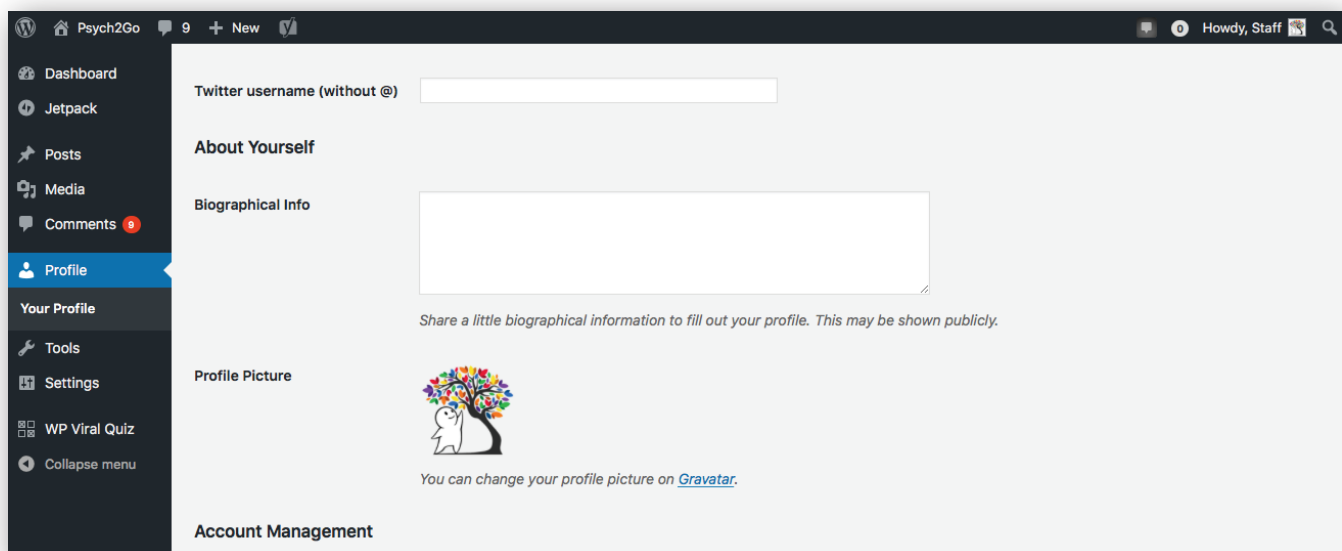 Psych2Go 9 New 0 Howdy, Staff
Dashboard
Jetpack
Posts
Media
Comments 9
Profile
Your Profile
Tools
Settings
WP Viral Quiz
Collapse menu
Twitter username (without @)
About Yourself
Biographical Info
Share a little biographical information to fill out your profile. This may be shown publicly.
Profile Picture
You can change your profile picture on Gravatar.
Account Management